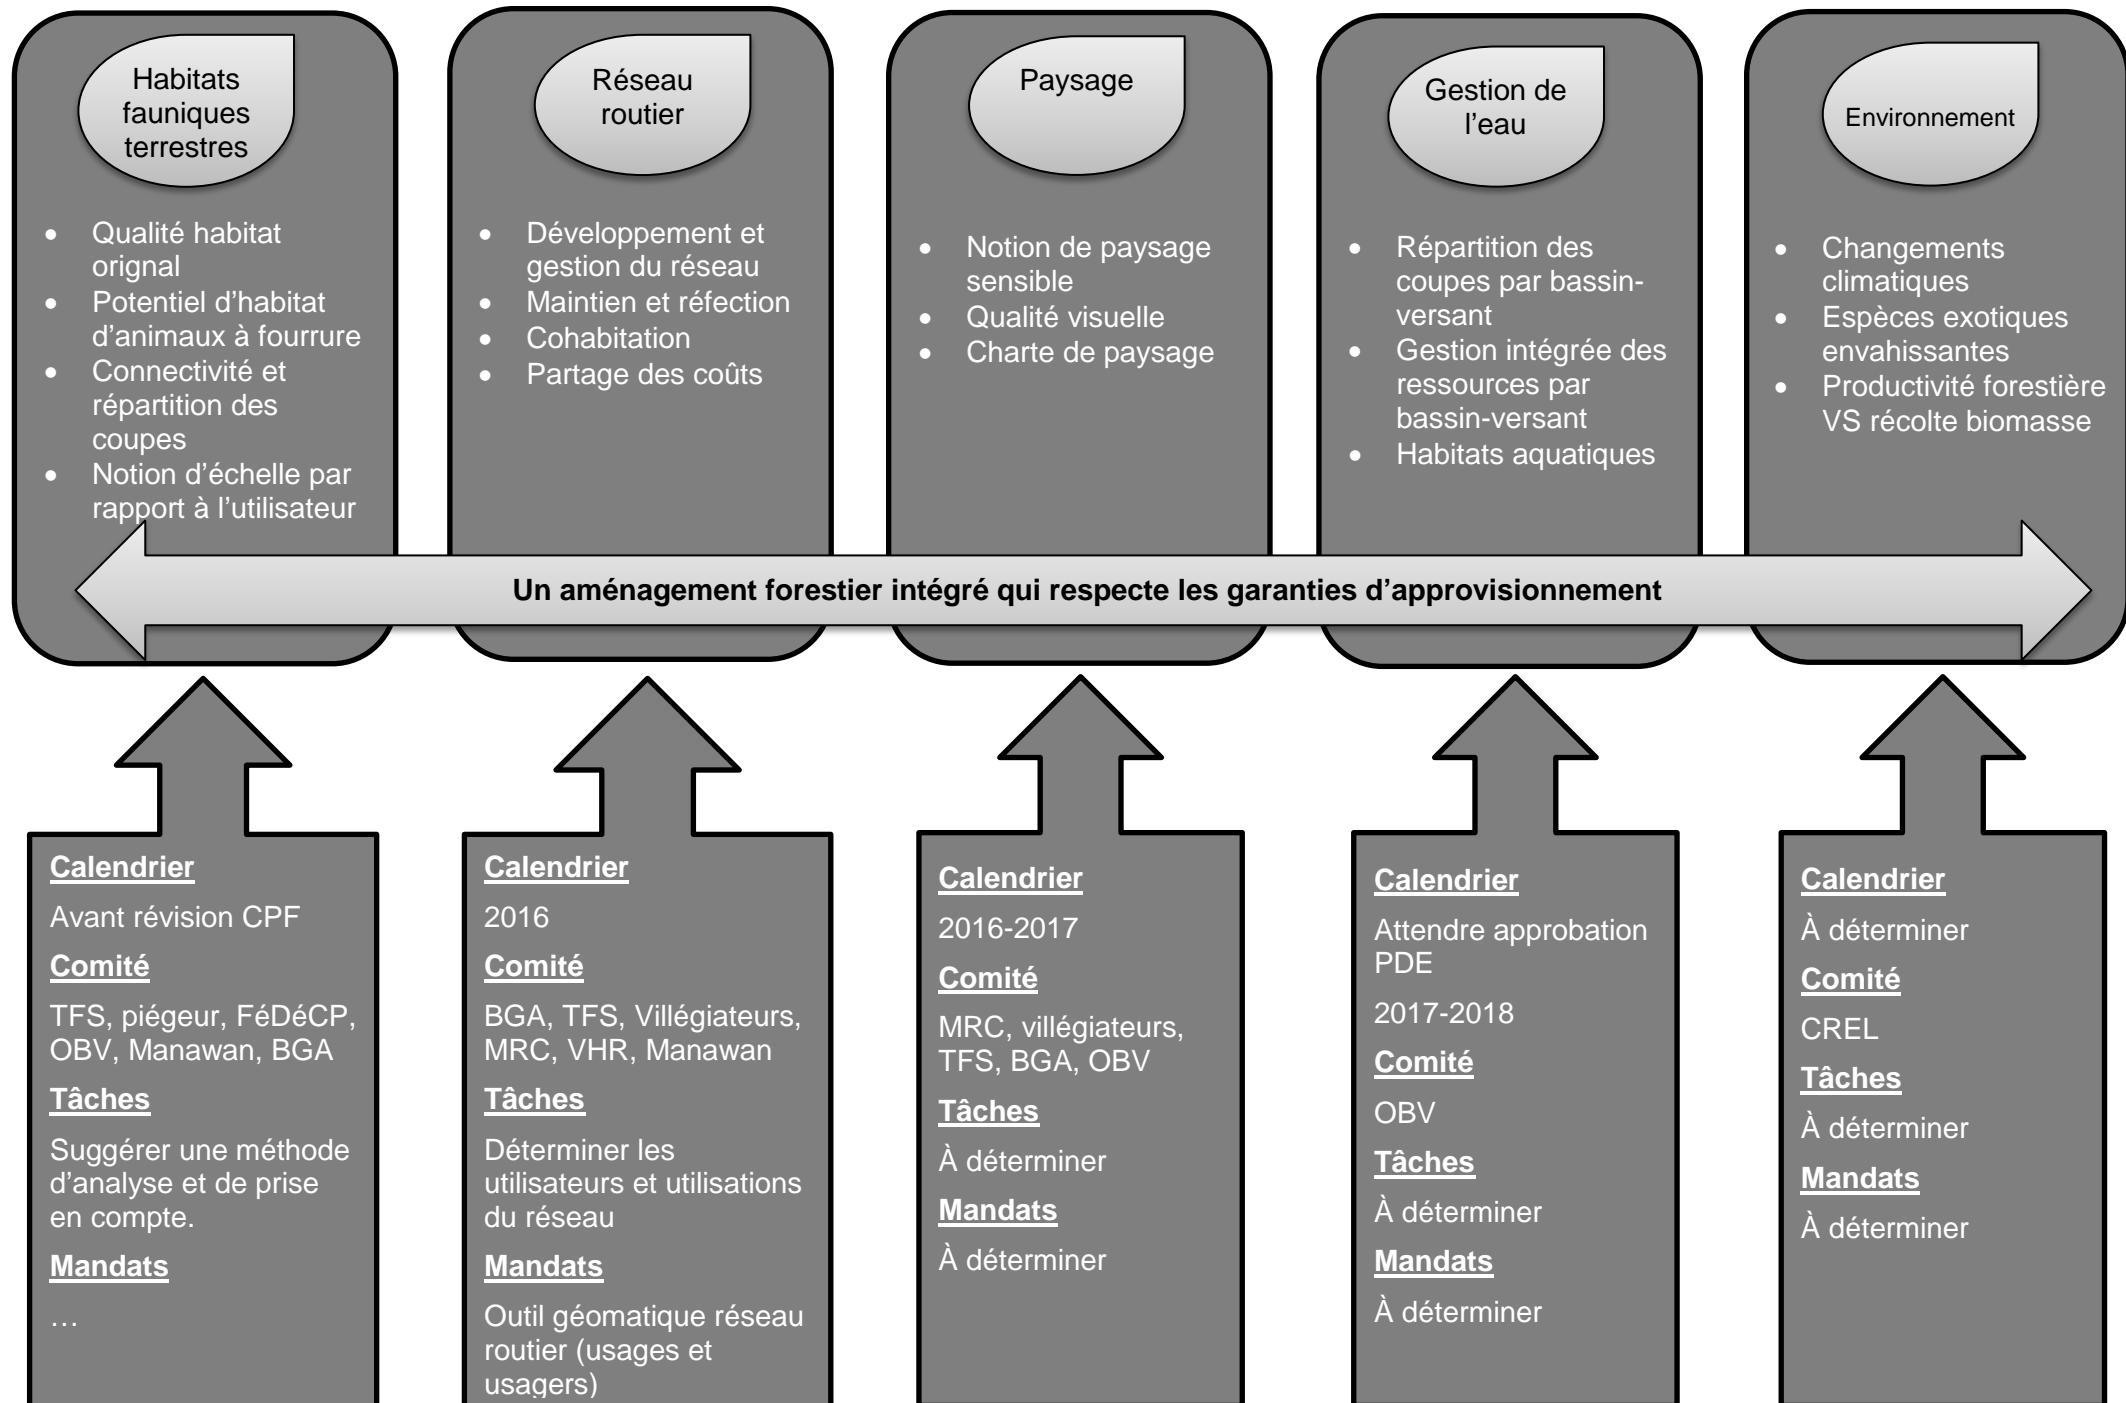 Habitats
fauniques
terrestres
Qualité habitat
orignal
Potentiel d'habitat
d'animaux à fourrure
Connectivité et
répartition des
coupes
Notion d'échelle par
rapport à l'utilisateur
Réseau
routier
Développement et
gestion du réseau
Maintien et réfection
Cohabitation
Partage des coûts
Paysage
Notion de paysage
sensible
Qualité visuelle
Charte de paysage
Gestion de
l'eau
Répartition des
coupes par bassin-
versant
Gestion intégrée des
ressources par
bassin-versant
Habitats aquatiques
Environnement
Changements
climatiques
Espèces exotiques
envahissantes
Productivité forestière
VS récolte biomasse
Un aménagement forestier intégré qui respecte les garanties d'approvisionnement
Calendrier
Avant révision CPF
Comité
TFS, piégeur, FéDéCP,
OBV, Manawan, BGA
Tâches
Suggérer une méthode
d'analyse et de prise
en compte.
Mandats
…
Calendrier
2016
Comité
BGA, TFS, Villégiateurs,
MRC, VHR, Manawan
Tâches
Déterminer les
utilisateurs et utilisations
du réseau
Mandats
Outil géomatique réseau
routier (usages et
usagers)
Calendrier
2016-2017
Comité
MRC, villégiateurs,
TFS, BGA, OBV
Tâches
À déterminer
Mandats
À déterminer
Calendrier
Attendre approbation
PDE
2017-2018
Comité
OBV
Tâches
À déterminer
Mandats
À déterminer
Calendrier
À déterminer
Comité
CREL
Tâches
À déterminer
Mandats
À déterminer